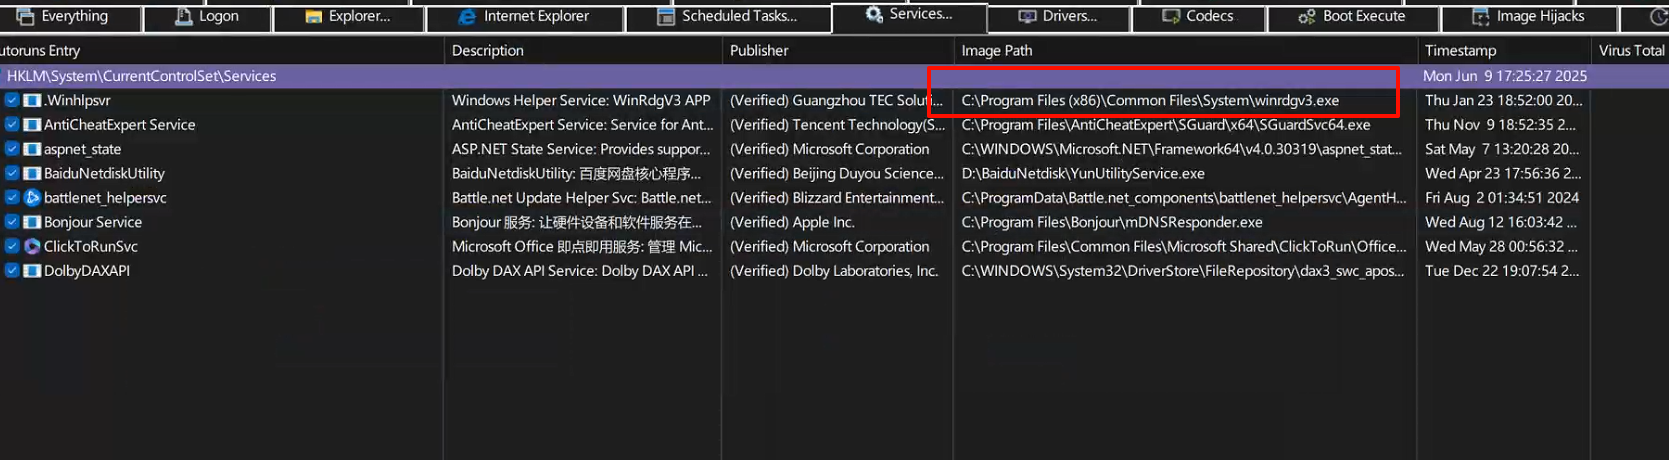 Everything Logon Explorer... Internet Explorer Scheduled Tasks... Services... Drivers... Codecs Boot Execute Image Hijacks
utoruns Entry Description Publisher Image Path Timestamp Virus Total
HKLM\System\CurrentControlSet\Services Mon Jun 9 17:25:27 2025
.Winhlpsvr Windows Helper Service: WinRdgV3 APP (Verified) Guangzhou TEC Soluti... C:\Program Files (x86)\Common Files\System\winrdgv3.exe Thu Jan 23 18:52:00 20...
AntiCheatExpert Service AntiCheatExpert Service: Service for Ant... (Verified) Tencent Technology(S... C:\Program Files\AntiCheatExpert\SGuard\x64\SGuardSvc64.exe Thu Nov 9 18:52:35 2...
aspnet_state ASP.NET State Service: Provides suppor... (Verified) Microsoft Corporation C:\WINDOWS\Microsoft.NET\Framework64\v4.0.30319\aspnet_stat... Sat May 7 13:20:28 20...
BaiduNetdiskUtility BaiduNetdiskUtility: 百度网盘核心程序... (Verified) Beijing Duyou Science... D:\BaiduNetdisk\YunUtilityService.exe Wed Apr 23 17:56:36 2...
battlenet_helpersvc Battle.net Update Helper Svc: Battle.net... (Verified) Blizzard Entertainment... C:\ProgramData\Battle.net_components\battlenet_helpersvc\AgentH... Fri Aug 2 01:34:51 2024
Bonjour Service Bonjour 服务: 让硬件设备和软件服务在... (Verified) Apple Inc. C:\Program Files\Bonjour\mDNSResponder.exe Wed Aug 12 16:03:42 ...
ClickToRunSvc Microsoft Office 即点即用服务: 管理 Mic... (Verified) Microsoft Corporation C:\Program Files\Common Files\Microsoft Shared\ClickToRun\Office... Wed May 28 00:56:32 ...
DolbyDAXAPI Dolby DAX API Service: Dolby DAX API ... (Verified) Dolby Laboratories, Inc. C:\WINDOWS\System32\DriverStore\FileRepository\dax3_swc_apos... Tue Dec 22 19:07:54 2...